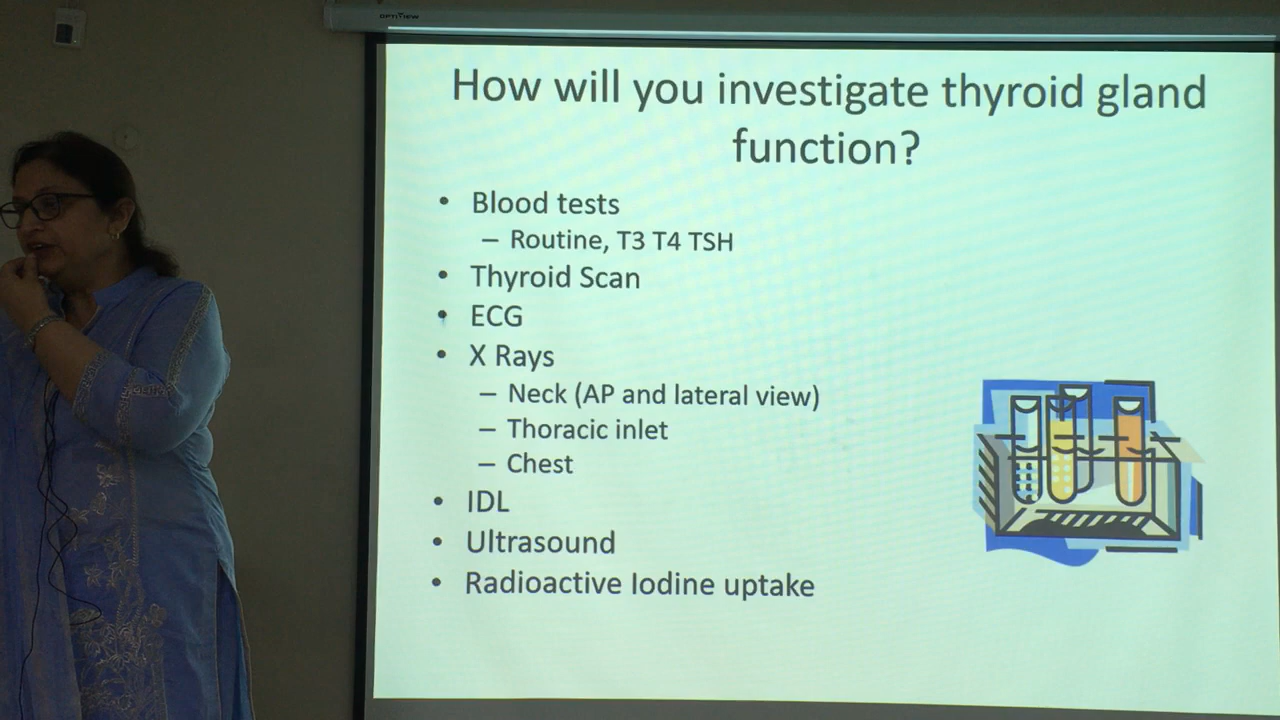 OPTIVIEW
How will you investigate thyroid gland
function?
• Blood tests
– Routine, T3 T4 TSH
• Thyroid Scan
• ECG
• X Rays
– Neck (AP and lateral view)
– Thoracic inlet
– Chest
• IDL
• Ultrasound
• Radioactive Iodine uptake